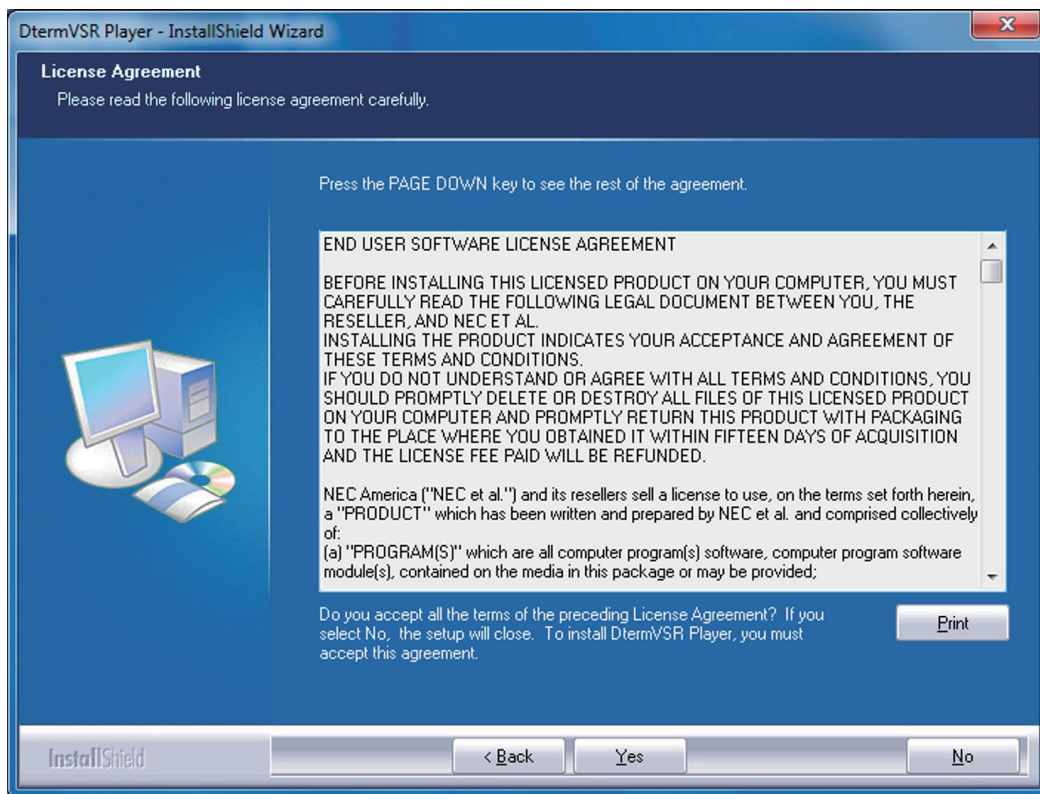 DtermVSR Player - InstallShield Wizard
License Agreement
Please read the following license agreement carefully.
Press the PAGE DOWN key to see the rest of the agreement.
END USER SOFTWARE LICENSE AGREEMENT
BEFORE INSTALLING THIS LICENSED PRODUCT ON YOUR COMPUTER, YOU MUST
CAREFULLY READ THE FOLLOWING LEGAL DOCUMENT BETWEEN YOU, THE
RESELLER, AND NEC ET AL.
INSTALLING THE PRODUCT INDICATES YOUR ACCEPTANCE AND AGREEMENT OF
THESE TERMS AND CONDITIONS.
IF YOU DO NOT UNDERSTAND OR AGREE WITH ALL TERMS AND CONDITIONS, YOU
SHOULD PROMPTLY DELETE OR DESTROY ALL FILES OF THIS LICENSED PRODUCT
ON YOUR COMPUTER AND PROMPTLY RETURN THIS PRODUCT WITH PACKAGING
TO THE PLACE WHERE YOU OBTAINED IT WITHIN FIFTEEN DAYS OF ACQUISITION
AND THE LICENSE FEE PAID WILL BE REFUNDED.
NEC America ("NEC et al.") and its resellers sell a license to use, on the terms set forth herein,
a "PRODUCT" which has been written and prepared by NEC et al. and comprised collectively
of:
(a) "PROGRAM(S)" which are all computer program(s) software, computer program software
module(s), contained on the media in this package or may be provided;
Do you accept all the terms of the preceding License Agreement? If you
select No, the setup will close. To install DtermVSR Player, you must
accept this agreement.
Print
InstallShield
< Back
Yes
No